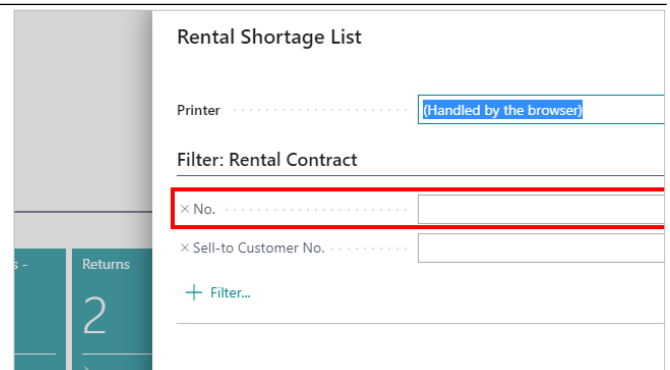 Rental Shortage List
Printer (Handled by the browser)
Filter: Rental Contract
× No.
× Sell-to Customer No.
s - Returns
+ Filter...
2